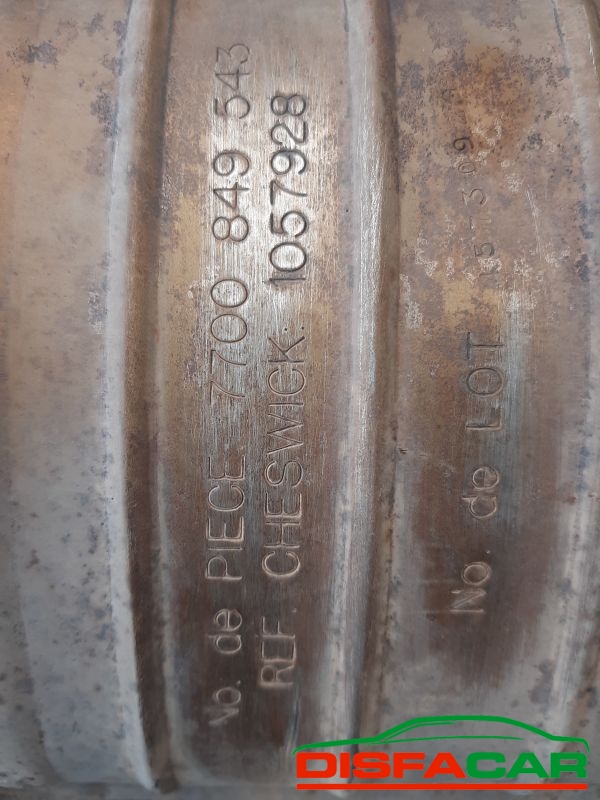 No. de PIECE 7700 849 543
REF. CHESWICK: 1057928
No. de LOT
DISFACAR